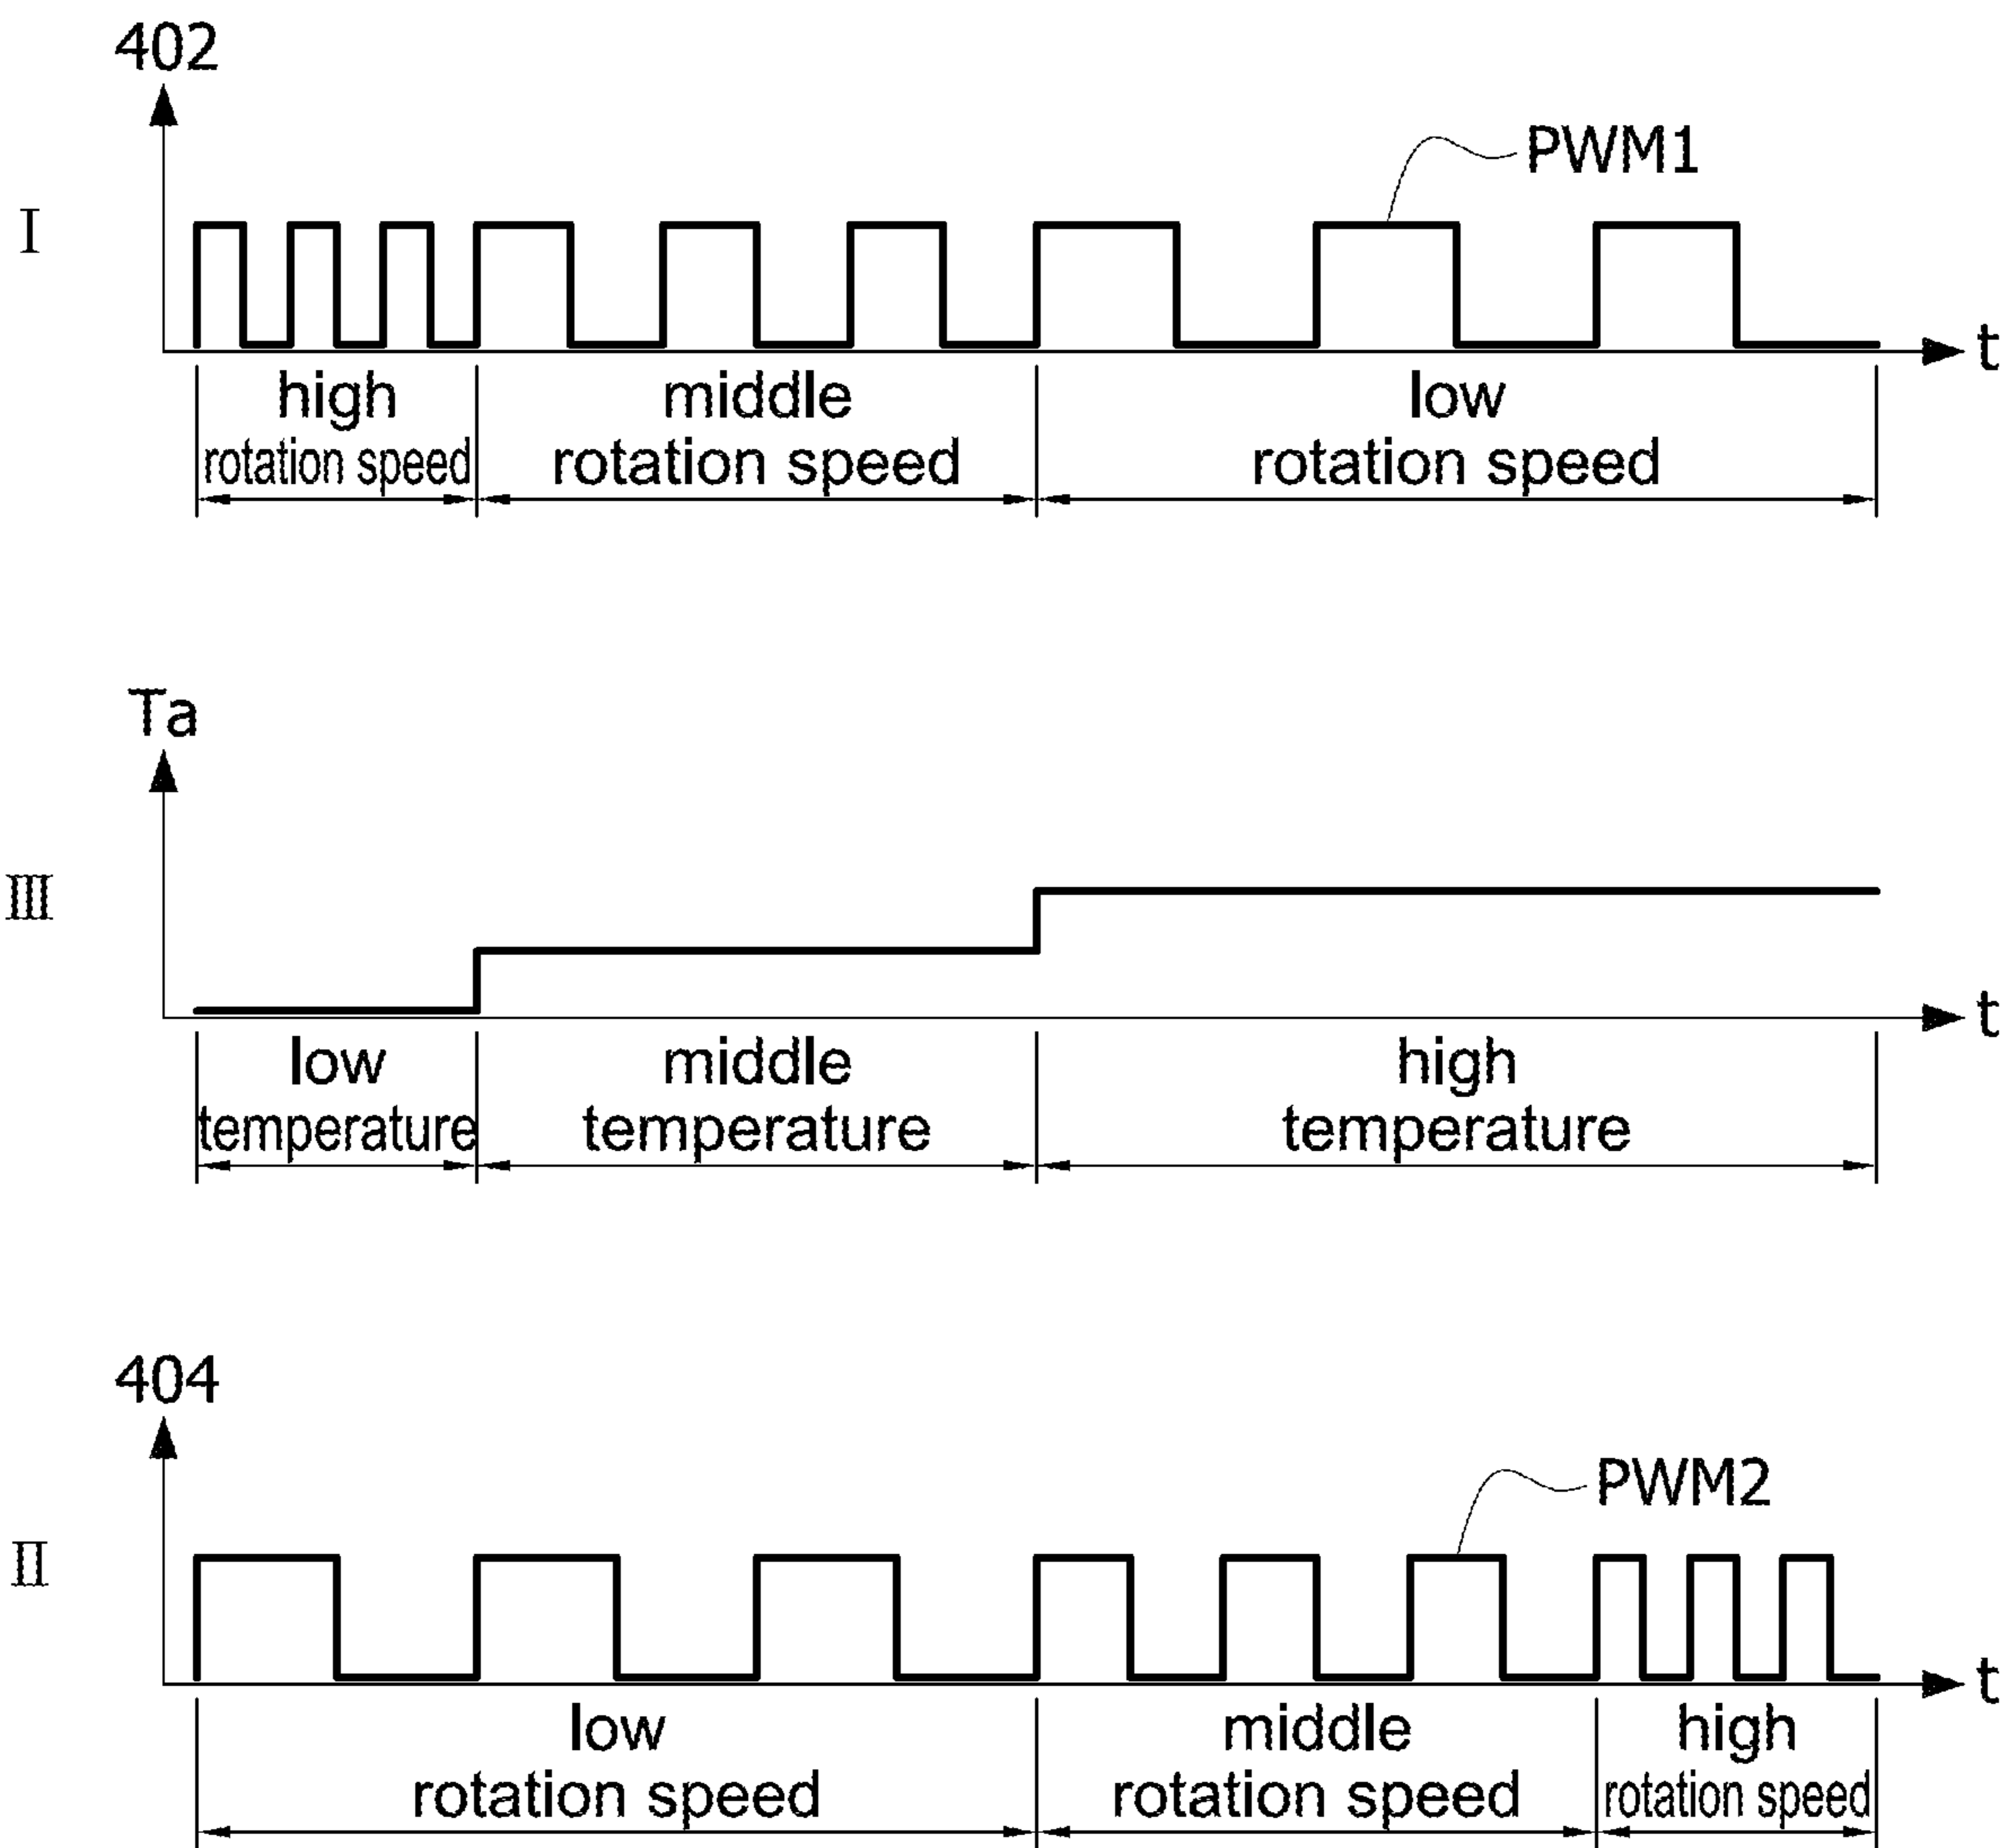 402
PWM1
I
t
high
rotation speed
middle
rotation speed
low
rotation speed
Ta
III
t
low
temperature
middle
temperature
high
temperature
404
PWM2
II
t
low
rotation speed
middle
rotation speed
high
rotation speed